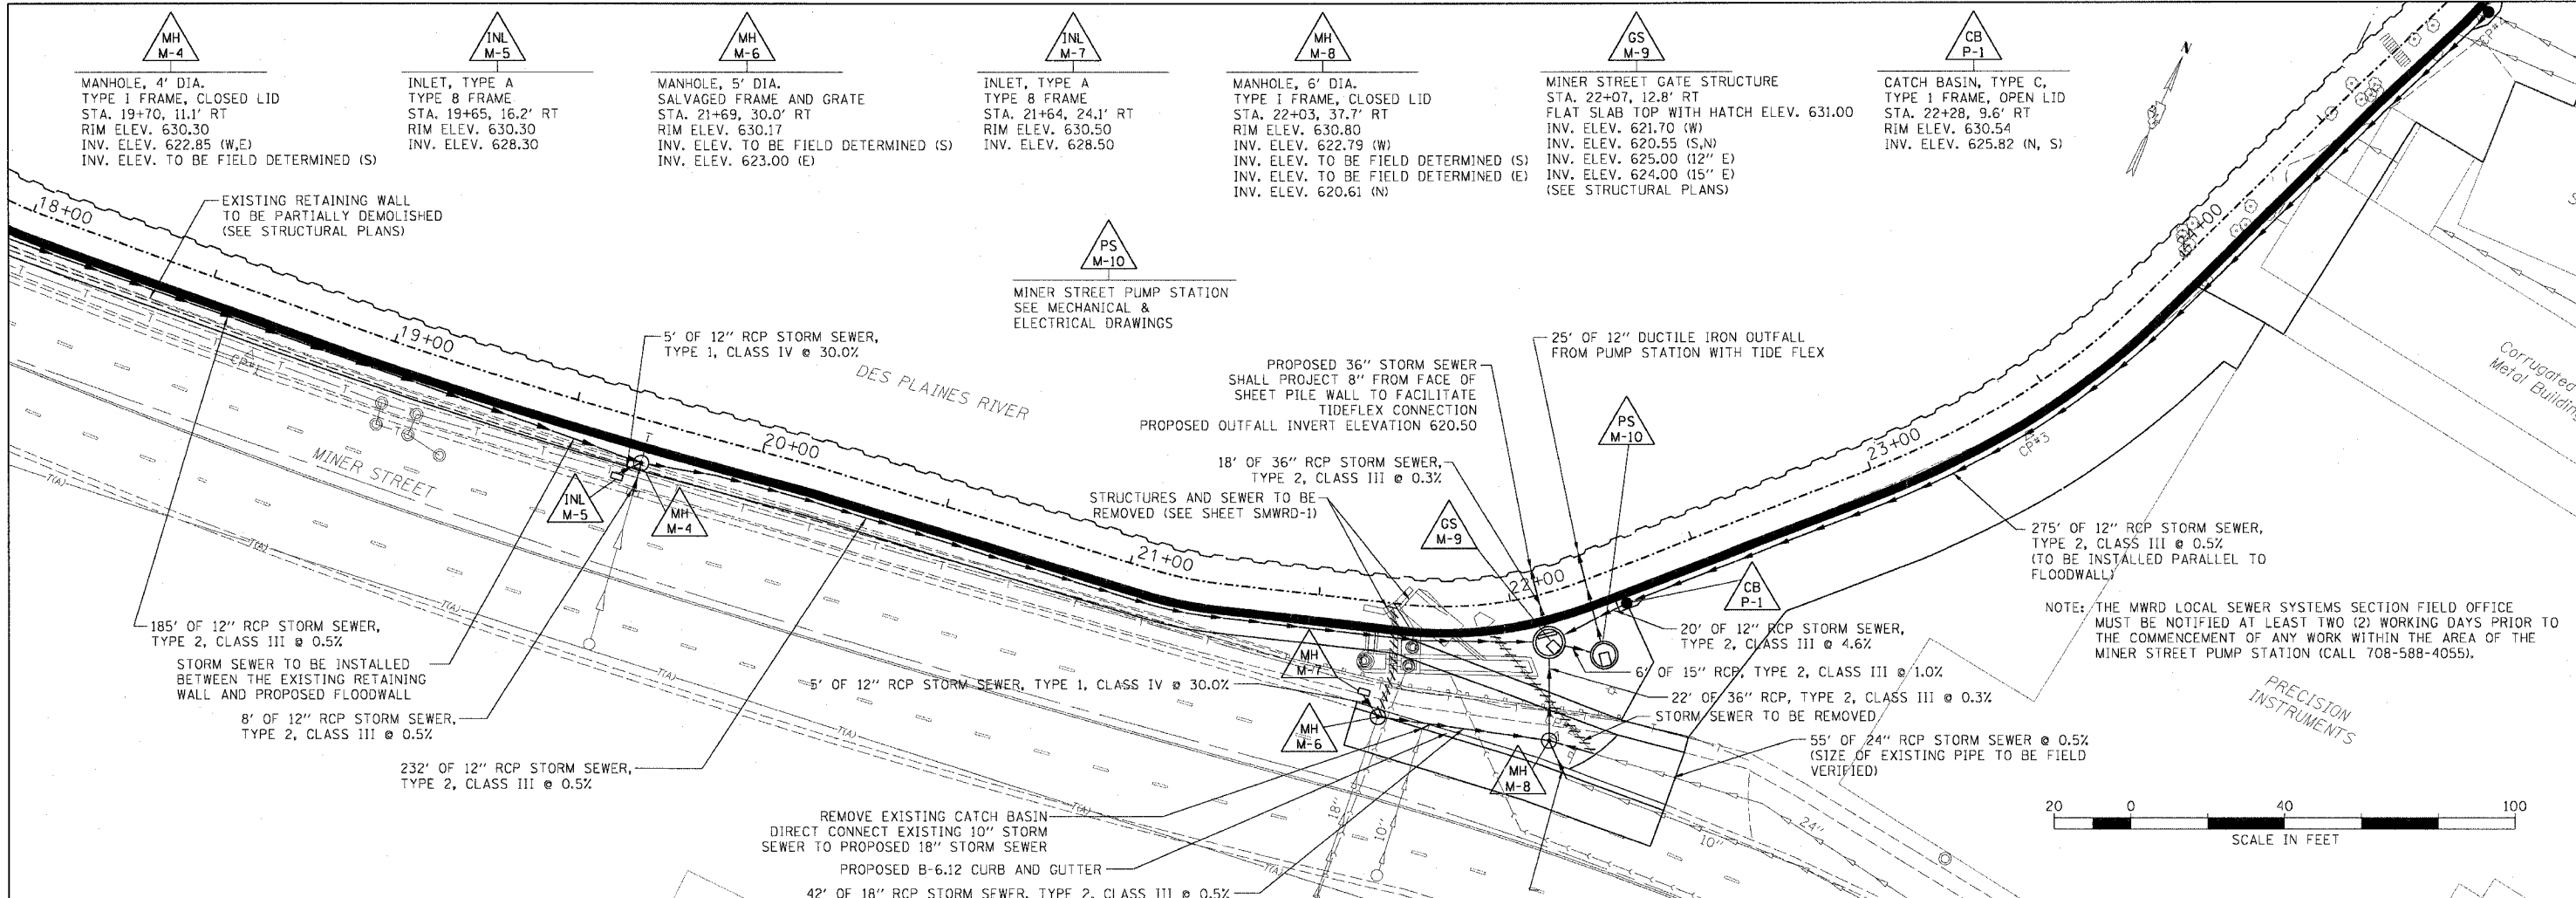 MH
M-4
MANHOLE, 4' DIA.
TYPE 1 FRAME, CLOSED LID
STA. 19+70, 11.1' RT
RIM ELEV. 630.30
INV. ELEV. 622.85 (W,E)
INV. ELEV. TO BE FIELD DETERMINED (S)
INL
M-5
INLET, TYPE A
TYPE 8 FRAME
STA. 19+65, 16.2' RT
RIM ELEV. 630.30
INV. ELEV. 628.30
MH
M-6
MANHOLE, 5' DIA.
SALVAGED FRAME AND GRATE
STA. 21+69, 30.0' RT
RIM ELEV. 630.17
INV. ELEV. TO BE FIELD DETERMINED (S)
INV. ELEV. 623.00 (E)
INL
M-7
INLET, TYPE A
TYPE 8 FRAME
STA. 21+64, 24.1' RT
RIM ELEV. 630.50
INV. ELEV. 628.50
MH
M-8
MANHOLE, 6' DIA.
TYPE 1 FRAME, CLOSED LID
STA. 22+03, 37.7' RT
RIM ELEV. 630.80
INV. ELEV. 622.79 (W)
INV. ELEV. TO BE FIELD DETERMINED (S)
INV. ELEV. TO BE FIELD DETERMINED (E)
INV. ELEV. 620.61 (N)
GS
M-9
MINER STREET GATE STRUCTURE
STA. 22+07, 12.8' RT
FLAT SLAB TOP WITH HATCH ELEV. 631.00
INV. ELEV. 621.70 (W)
INV. ELEV. 620.55 (S,N)
INV. ELEV. 625.00 (12" E)
INV. ELEV. 624.00 (15" E)
(SEE STRUCTURAL PLANS)
CB
P-1
CATCH BASIN, TYPE C,
TYPE 1 FRAME, OPEN LID
STA. 22+28, 9.6' RT
RIM ELEV. 630.54
INV. ELEV. 625.82 (N, S)
N
PS
M-10
MINER STREET PUMP STATION
SEE MECHANICAL &
ELECTRICAL DRAWINGS
18+00
EXISTING RETAINING WALL
TO BE PARTIALLY DEMOLISHED
(SEE STRUCTURAL PLANS)
19+00
5' OF 12" RCP STORM SEWER,
TYPE 1, CLASS IV @ 30.0%
DES PLAINES RIVER
20+00
MINER STREET
INL
M-5
MH
M-4
21+00
PROPOSED 36" STORM SEWER
SHALL PROJECT 8" FROM FACE OF
SHEET PILE WALL TO FACILITATE
TIDEFLEX CONNECTION
PROPOSED OUTFALL INVERT ELEVATION 620.50
25' OF 12" DUCTILE IRON OUTFALL
FROM PUMP STATION WITH TIDE FLEX
18' OF 36" RCP STORM SEWER,
TYPE 2, CLASS III @ 0.3%
STRUCTURES AND SEWER TO BE
REMOVED (SEE SHEET SMWRD-1)
GS
M-9
PS
M-10
22+00
23+00
24+00
CP#3
Corrugated
Metal Building
CB
P-1
275' OF 12" RCP STORM SEWER,
TYPE 2, CLASS III @ 0.5%
(TO BE INSTALLED PARALLEL TO
FLOODWALL)
NOTE: THE MWRD LOCAL SEWER SYSTEMS SECTION FIELD OFFICE
MUST BE NOTIFIED AT LEAST TWO (2) WORKING DAYS PRIOR TO
THE COMMENCEMENT OF ANY WORK WITHIN THE AREA OF THE
MINER STREET PUMP STATION (CALL 708-588-4055).
185' OF 12" RCP STORM SEWER,
TYPE 2, CLASS III @ 0.5%
STORM SEWER TO BE INSTALLED
BETWEEN THE EXISTING RETAINING
WALL AND PROPOSED FLOODWALL
8' OF 12" RCP STORM SEWER,
TYPE 2, CLASS III @ 0.5%
232' OF 12" RCP STORM SEWER,
TYPE 2, CLASS III @ 0.5%
MH
M-7
5' OF 12" RCP STORM SEWER, TYPE 1, CLASS IV @ 30.0%
MH
M-6
MH
M-8
20' OF 12" RCP STORM SEWER,
TYPE 2, CLASS III @ 4.6%
6' OF 15" RCP, TYPE 2, CLASS III @ 1.0%
22' OF 36" RCP, TYPE 2, CLASS III @ 0.3%
STORM SEWER TO BE REMOVED
55' OF 24" RCP STORM SEWER @ 0.5%
(SIZE OF EXISTING PIPE TO BE FIELD
VERIFIED)
PRECISION
INSTRUMENTS
REMOVE EXISTING CATCH BASIN
DIRECT CONNECT EXISTING 10" STORM
SEWER TO PROPOSED 18" STORM SEWER
PROPOSED B-6.12 CURB AND GUTTER
42' OF 18" RCP STORM SEWER, TYPE 2, CLASS III @ 0.5%
18"
10"
10"
24"
20 0 40 100
SCALE IN FEET